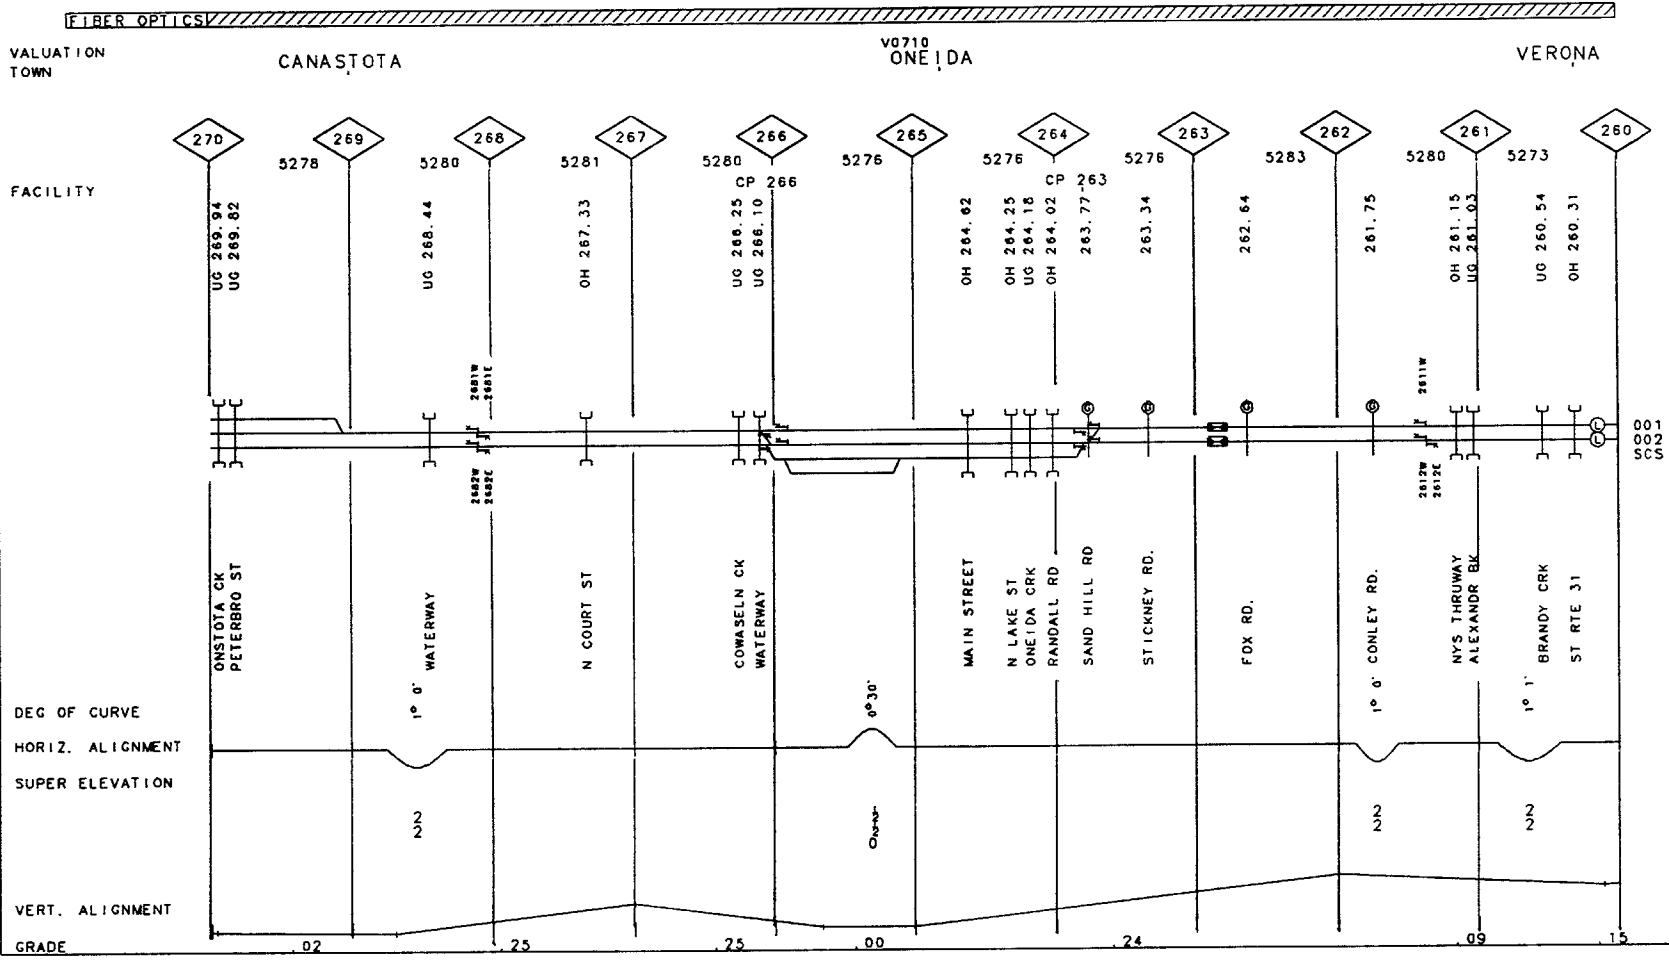 FIBER OPTICS
VALUATION V0710
TOWN CANASTOTA ONEIDA VERONA
270 269 268 267 266 265 264 263 262 261 260
5278 5280 5281 5280 5276 5276 5276 5283 5280 5273
CP 266 CP 263
FACILITY
UG 269.94
UG 269.82
UG 268.44
OH 267.33
UG 266.25
UG 266.10
OH 264.62
OH 264.25
UG 264.18
OH 264.02
263.77
263.34
262.64
261.75
OH 261.15
UG 261.03
UG 260.54
OH 260.31
2681W
2681E
2611W
G G G G
L 001
L 002
SCS
2682W
2682E
2612W
2612E
ONSTOTA CK
PETERBRO ST
WATERWAY
N COURT ST
COWASELN CK
WATERWAY
MAIN STREET
N LAKE ST
ONEIDA CRK
RANDALL RD
SAND HILL RD
STICKNEY RD.
FOX RD.
CONLEY RD.
NYS THRUWAY
ALEXANDR BK
BRANDY CRK
ST RTE 31
DEG OF CURVE 1° 0' 0°30' 1° 0' 1° 1'
HORIZ. ALIGNMENT
SUPER ELEVATION
2 2 2
2 2 2
VERT. ALIGNMENT
GRADE .02 .25 .25 .00 .24 .09 .15